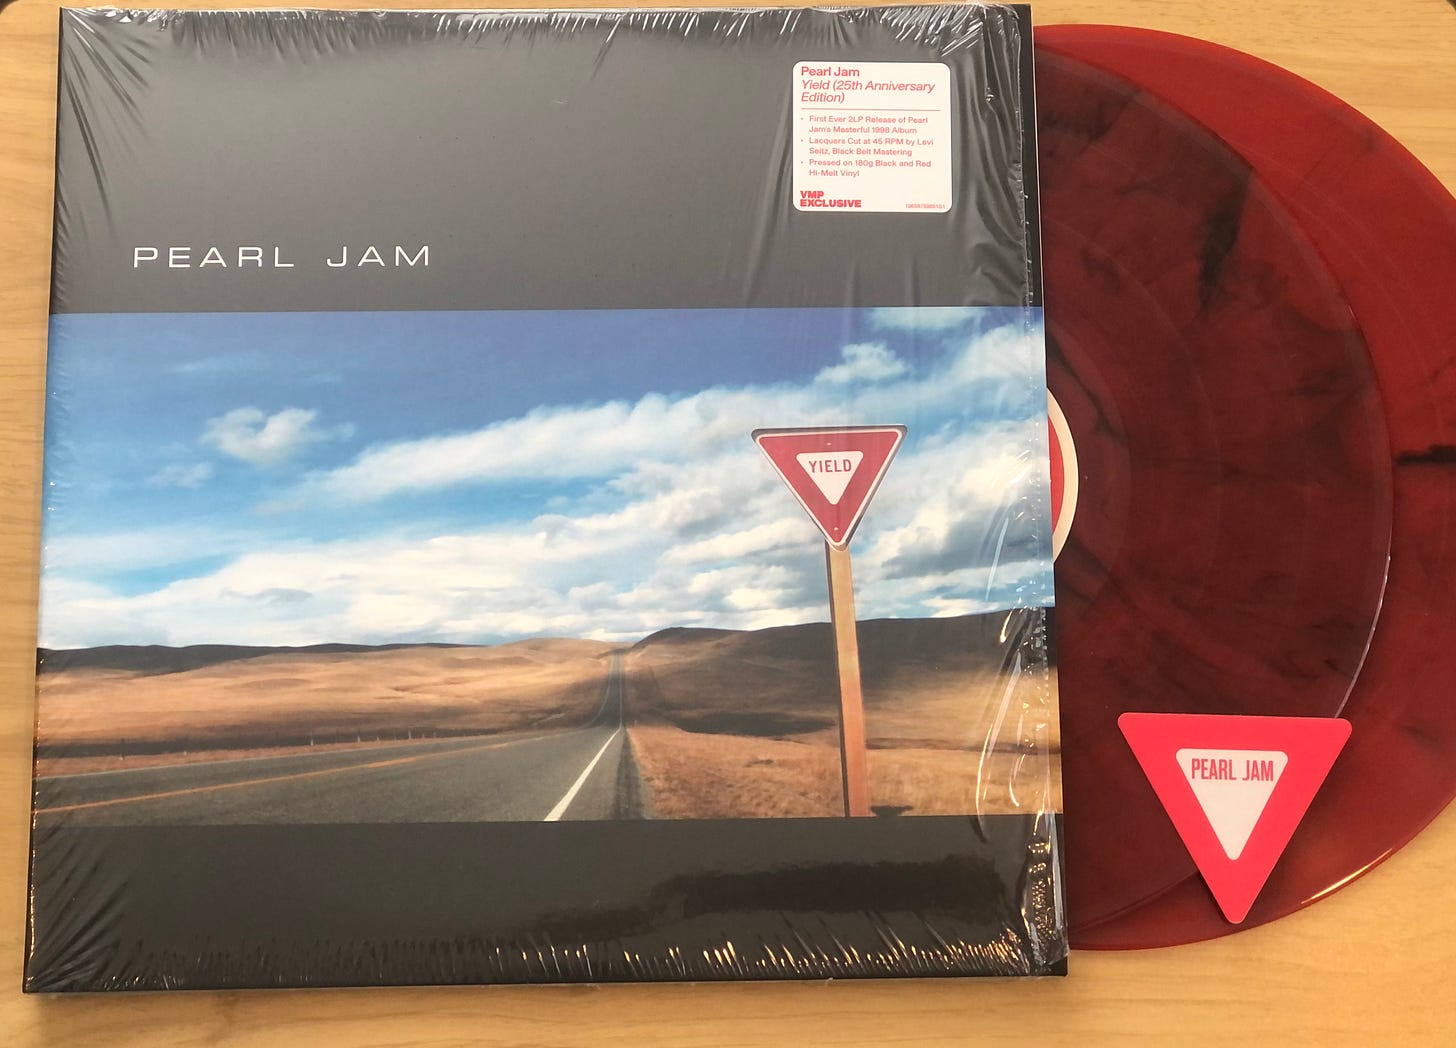 Pearl Jam
Yield (25th Anniversary
Edition)
• First Ever 2LP Release of Pearl
Jam's Masterful 1998 Album
• Lacquers Cut at 45 RPM by Levi
Seitz, Black Belt Mastering
• Pressed on 180g Black and Red
Hi-Melt Vinyl
VMP
EXCLUSIVE
PEARL JAM
YIELD
PEARL JAM